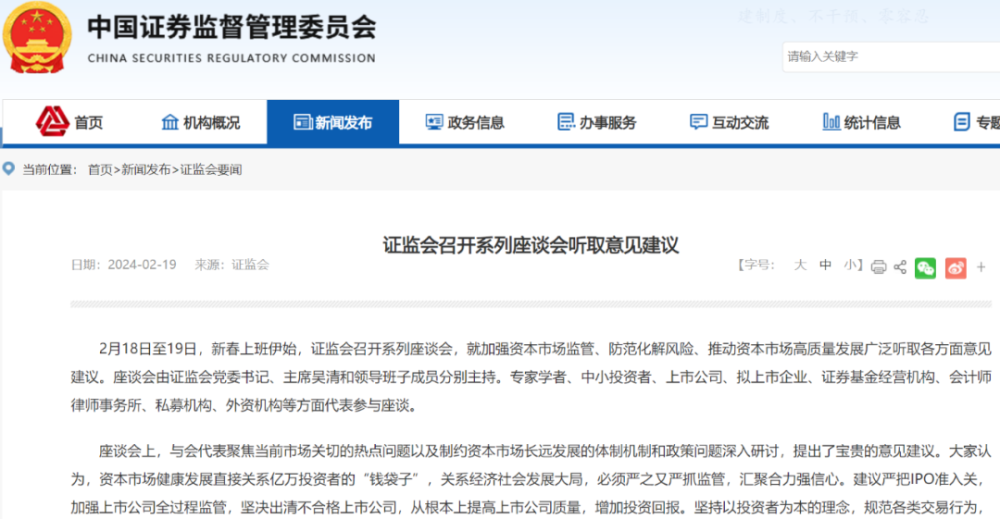 中国证券监督管理委员会
CHINA SECURITIES REGULATORY COMMISSION
建制度、不干预、零容忍
请输入关键字
首页 机构概况 新闻发布 政务信息 办事服务 互动交流 统计信息 专题
当前位置： 首页>新闻发布>证监会要闻
证监会召开系列座谈会听取意见建议
日期：2024-02-19 来源：证监会 【字号： 大 中 小】
2月18日至19日，新春上班伊始，证监会召开系列座谈会，就加强资本市场监管、防范化解风险、推动资本市场高质量发展广泛听取各方面意见
建议。座谈会由证监会党委书记、主席吴清和领导班子成员分别主持。专家学者、中小投资者、上市公司、拟上市企业、证券基金经营机构、会计师
律师事务所、私募机构、外资机构等方面代表参与座谈。
座谈会上，与会代表聚焦当前市场关切的热点问题以及制约资本市场长远发展的体制机制和政策问题深入研讨，提出了宝贵的意见建议。大家认
为，资本市场健康发展直接关系亿万投资者的“钱袋子”，关系经济社会发展大局，必须严之又严抓监管，汇聚合力强信心。建议严把IPO准入关，
加强上市公司全过程监管，坚决出清不合格上市公司，从根本上提高上市公司质量，增加投资回报。坚持以投资者为本的理念，规范各类交易行为，